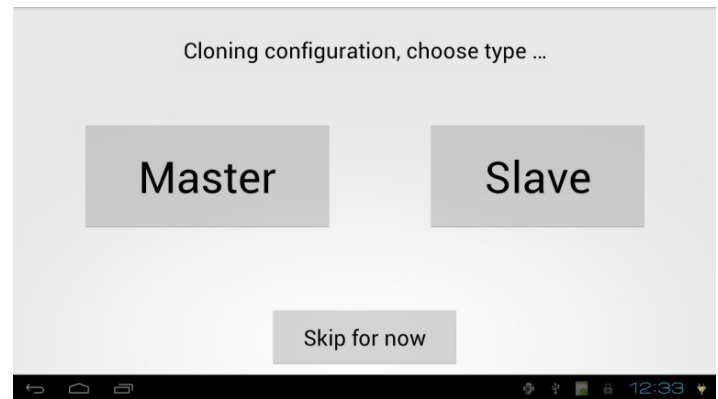 Cloning configuration, choose type ...
Master
Slave
Skip for now
12:33